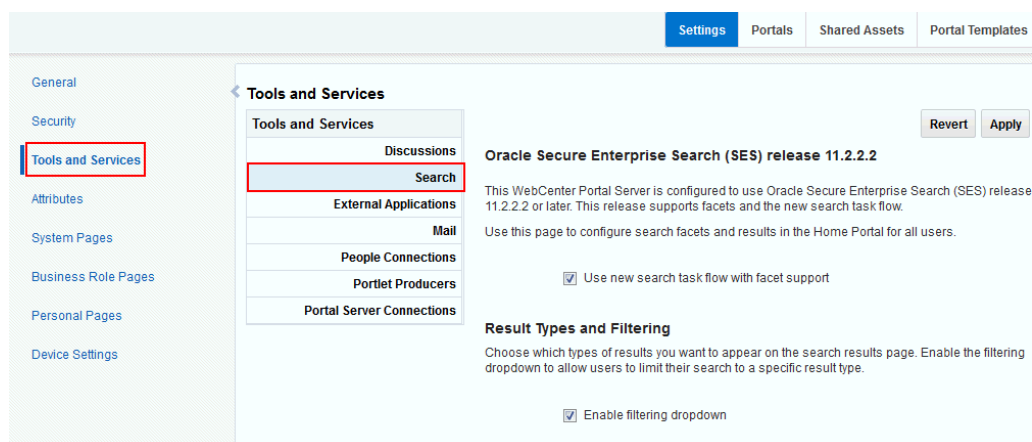 Settings
Portals
Shared Assets
Portal Templates
General
Security
Tools and Services
Attributes
System Pages
Business Role Pages
Personal Pages
Device Settings
Tools and Services
Tools and Services
Discussions
Search
External Applications
Mail
People Connections
Portlet Producers
Portal Server Connections
Revert
Apply
Oracle Secure Enterprise Search (SES) release 11.2.2.2
This WebCenter Portal Server is configured to use Oracle Secure Enterprise Search (SES) release
11.2.2.2 or later. This release supports facets and the new search task flow.
Use this page to configure search facets and results in the Home Portal for all users.
Use new search task flow with facet support
Result Types and Filtering
Choose which types of results you want to appear on the search results page. Enable the filtering
dropdown to allow users to limit their search to a specific result type.
Enable filtering dropdown